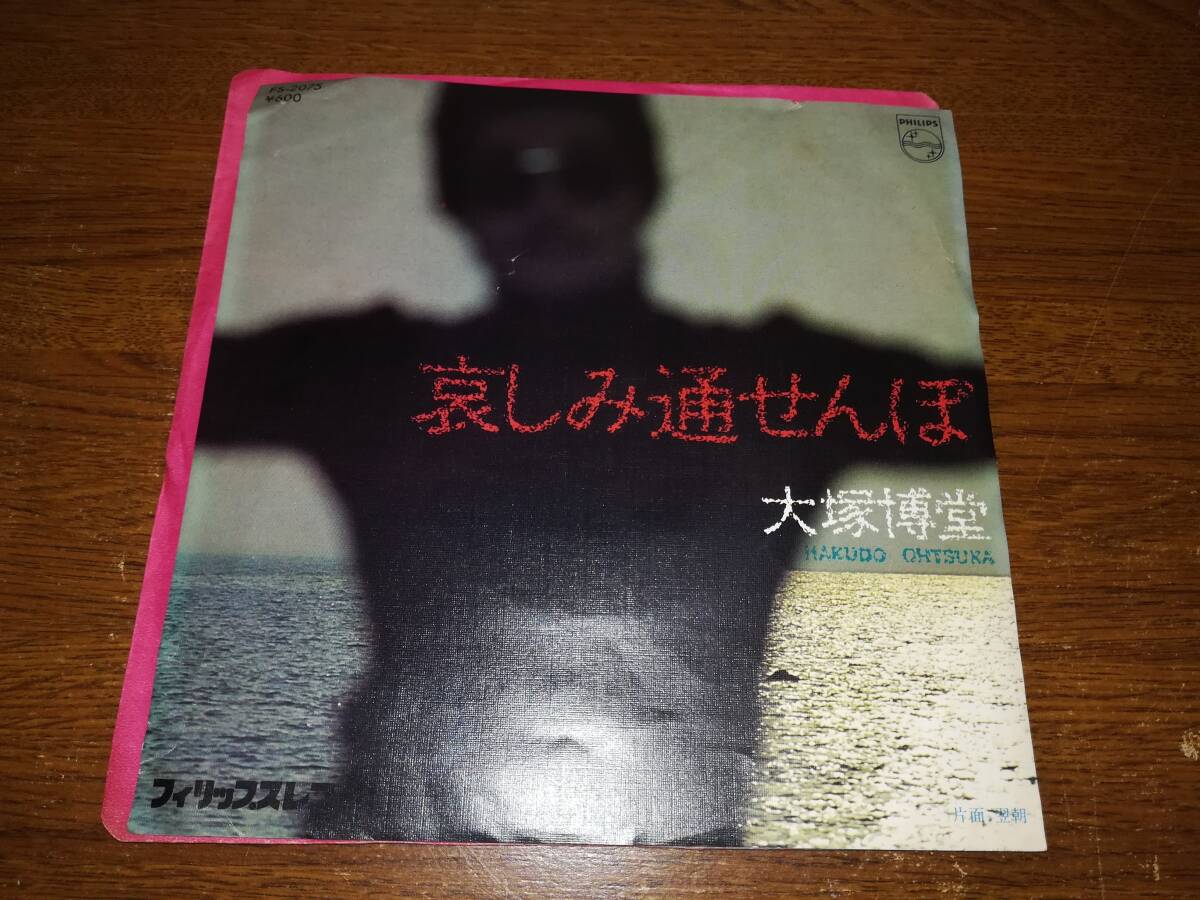 FS-2075
¥600
PHILIPS
哀しみ通せんぼ
大塚博堂
HAKUDO OHTSUKA
フィリップスレコ
片面 翌朝